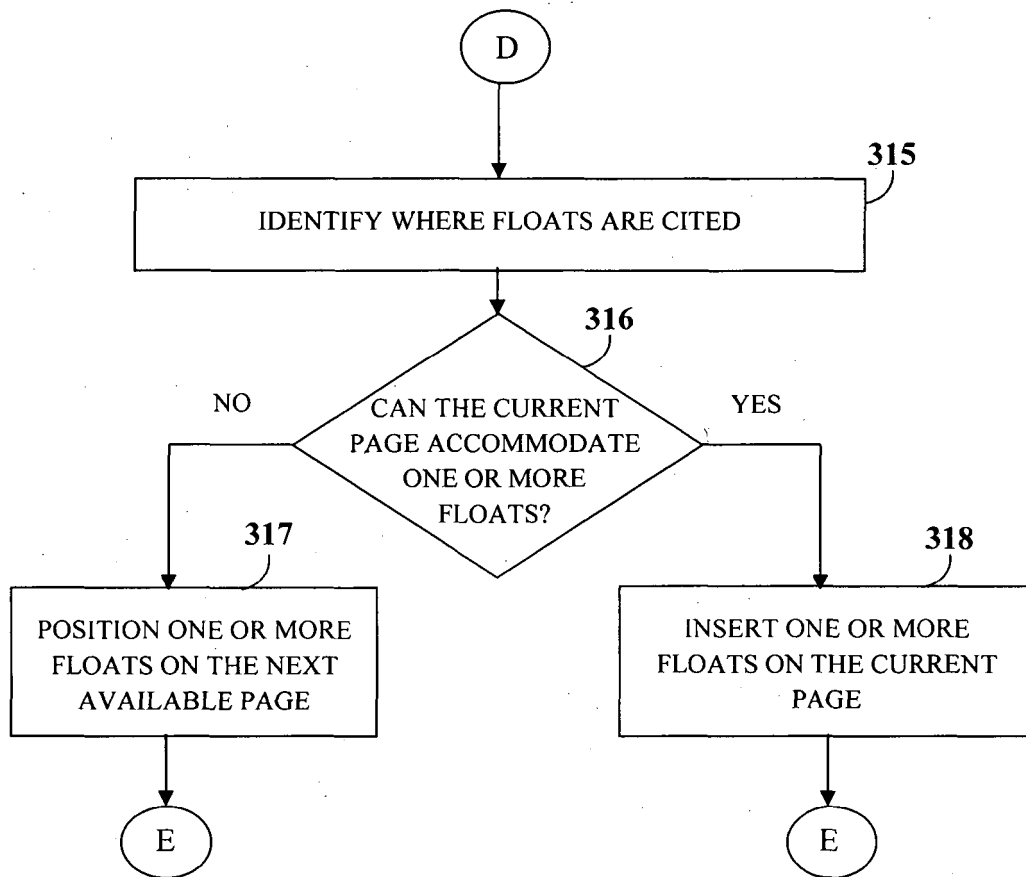 D
315
IDENTIFY WHERE FLOATS ARE CITED
316
NO
YES
CAN THE CURRENT
PAGE ACCOMMODATE
ONE OR MORE
FLOATS?
317
318
POSITION ONE OR MORE
FLOATS ON THE NEXT
AVAILABLE PAGE
INSERT ONE OR MORE
FLOATS ON THE CURRENT
PAGE
E
E